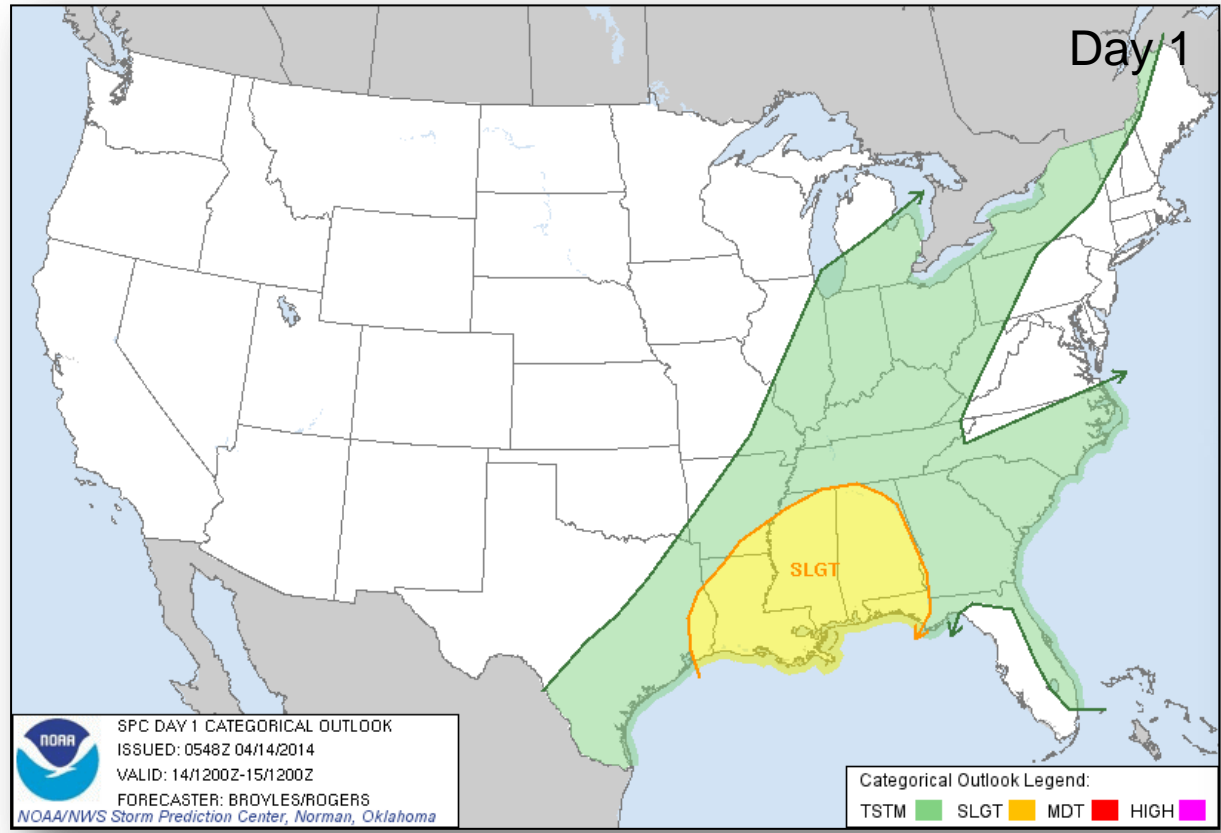 Day 1
SLGT
NOAA
SPC DAY 1 CATEGORICAL OUTLOOK
ISSUED: 0548Z 04/14/2014
VALID: 14/1200Z-15/1200Z
FORECASTER: BROYLES/ROGERS
NOAA/NWS Storm Prediction Center, Norman, Oklahoma
Categorical Outlook Legend:
TSTM SLGT MDT HIGH